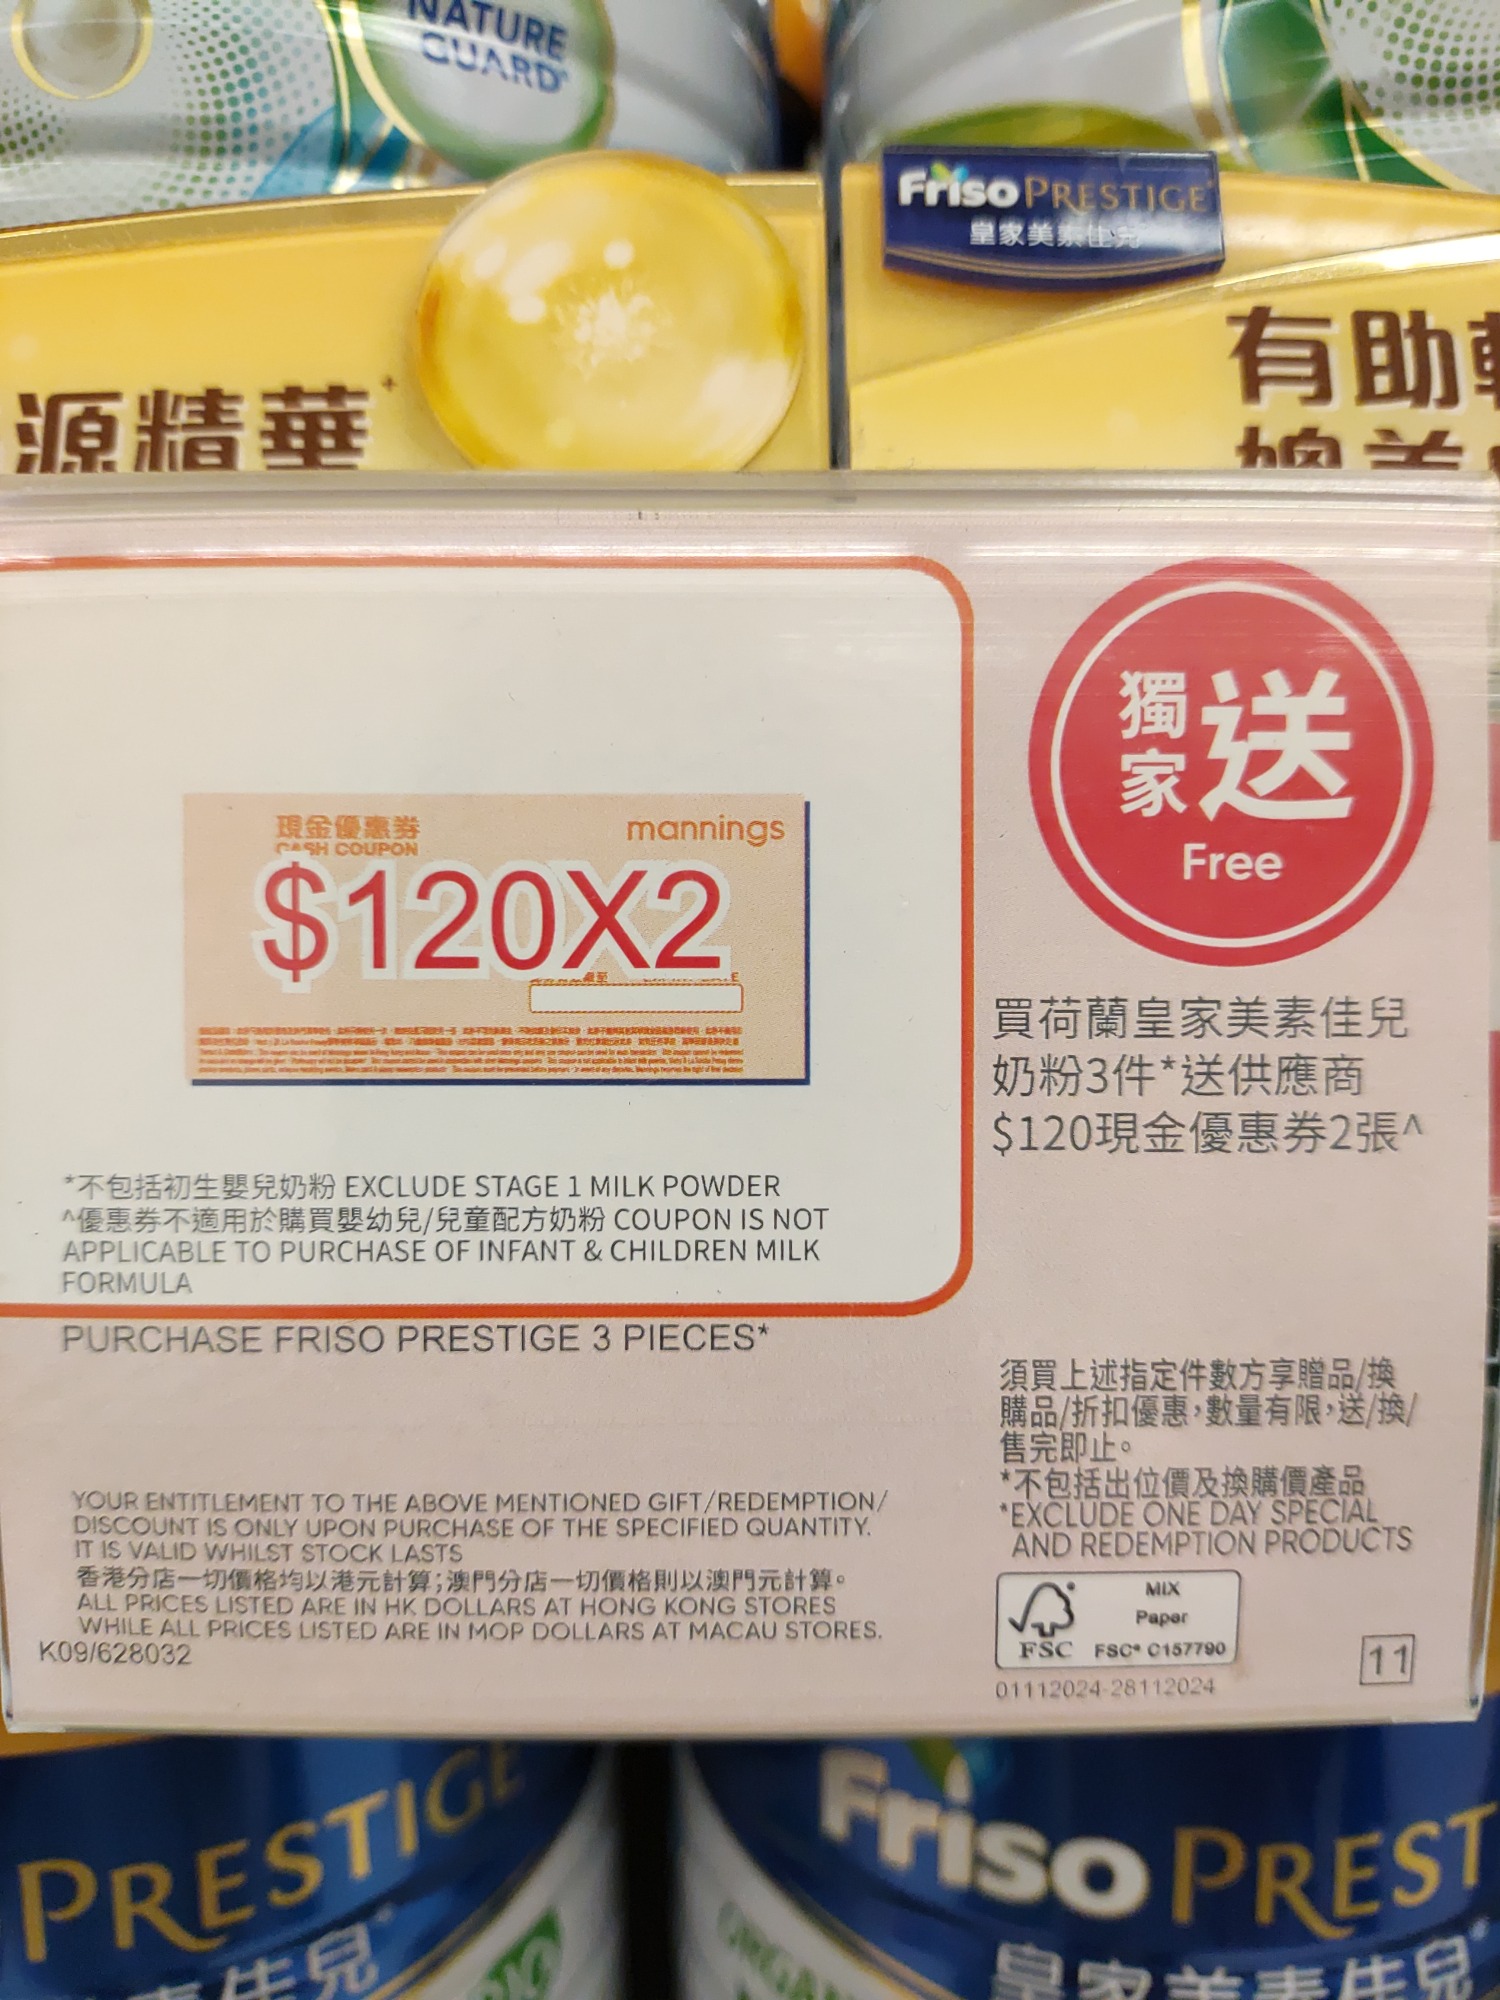 NATURE
GUARD®
Friso PRESTIGE®
皇家美素佳兒
源精華+
有助
現金優惠券
CASH COUPON
mannings
$120X2
獨家送
Free
買荷蘭皇家美素佳兒
奶粉3件*送供應商
$120現金優惠券2張^
*不包括初生嬰兒奶粉 EXCLUDE STAGE 1 MILK POWDER
^優惠券不適用於購買嬰幼兒/兒童配方奶粉 COUPON IS NOT
APPLICABLE TO PURCHASE OF INFANT & CHILDREN MILK
FORMULA
PURCHASE FRISO PRESTIGE 3 PIECES*
須買上述指定件數方享贈品/換
購品/折扣優惠,數量有限,送/換/
售完即止。
*不包括出位價及換購價產品
*EXCLUDE ONE DAY SPECIAL
AND REDEMPTION PRODUCTS
YOUR ENTITLEMENT TO THE ABOVE MENTIONED GIFT/REDEMPTION/
DISCOUNT IS ONLY UPON PURCHASE OF THE SPECIFIED QUANTITY.
IT IS VALID WHILST STOCK LASTS
香港分店一切價格均以港元計算;澳門分店一切價格則以澳門元計算。
ALL PRICES LISTED ARE IN HK DOLLARS AT HONG KONG STORES
WHILE ALL PRICES LISTED ARE IN MOP DOLLARS AT MACAU STORES.
K09/628032
MIX
Paper
FSC
FSC® C157790
11
01112024-28112024
PRESTIGE
素佳兒
Friso PREST
皇家美素佳兒